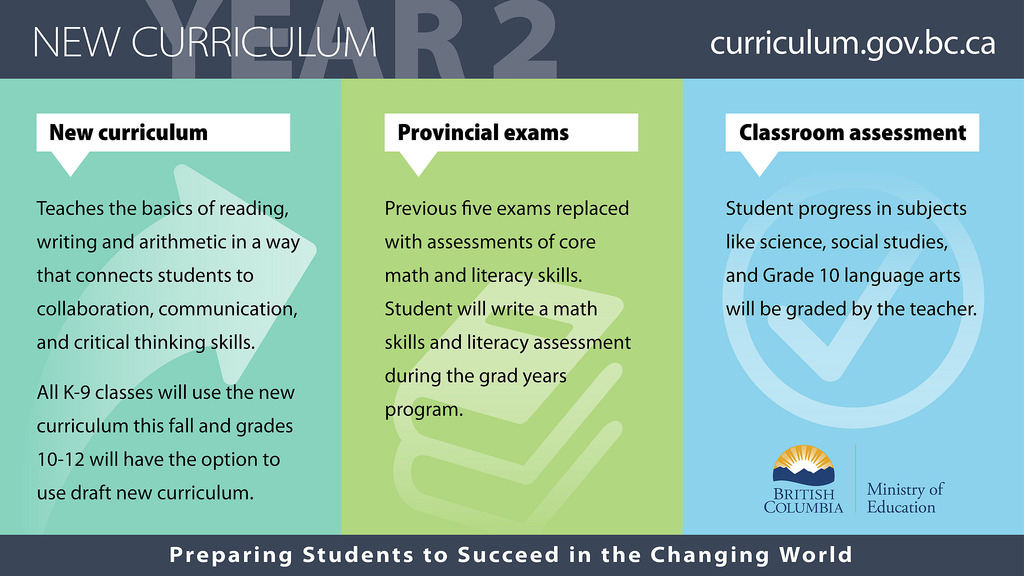 YEAR 2
NEW CURRICULUM
curriculum.gov.bc.ca
New curriculum
Teaches the basics of reading,
writing and arithmetic in a way
that connects students to
collaboration, communication,
and critical thinking skills.
All K-9 classes will use the new
curriculum this fall and grades
10-12 will have the option to
use draft new curriculum.
Provincial exams
Previous five exams replaced
with assessments of core
math and literacy skills.
Student will write a math
skills and literacy assessment
during the grad years
program.
Classroom assessment
Student progress in subjects
like science, social studies,
and Grade 10 language arts
will be graded by the teacher.
BRITISH
COLUMBIA
Ministry of
Education
Preparing Students to Succeed in the Changing World